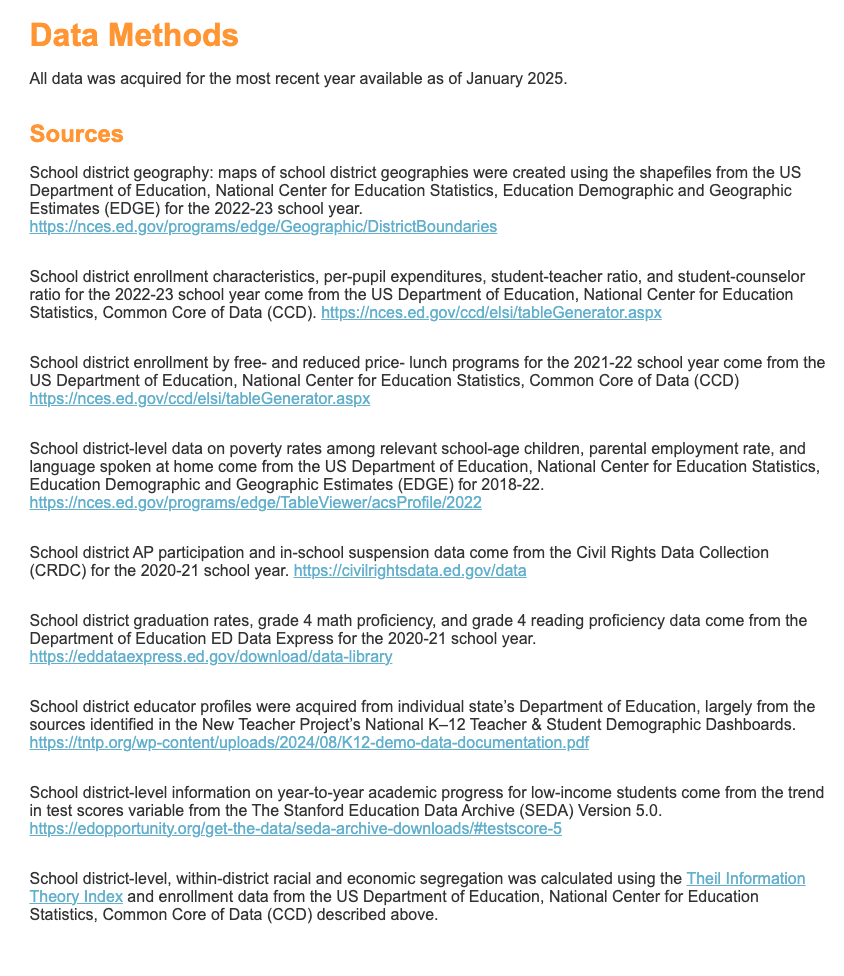 Data Methods
All data was acquired for the most recent year available as of January 2025.
Sources
School district geography: maps of school district geographies were created using the shapefiles from the US
Department of Education, National Center for Education Statistics, Education Demographic and Geographic
Estimates (EDGE) for the 2022-23 school year.
https://nces.ed.gov/programs/edge/Geographic/DistrictBoundaries
School district enrollment characteristics, per-pupil expenditures, student-teacher ratio, and student-counselor
ratio for the 2022-23 school year come from the US Department of Education, National Center for Education
Statistics, Common Core of Data (CCD). https://nces.ed.gov/ccd/elsi/tableGenerator.aspx
School district enrollment by free- and reduced price- lunch programs for the 2021-22 school year come from the
US Department of Education, National Center for Education Statistics, Common Core of Data (CCD)
https://nces.ed.gov/ccd/elsi/tableGenerator.aspx
School district-level data on poverty rates among relevant school-age children, parental employment rate, and
language spoken at home come from the US Department of Education, National Center for Education Statistics,
Education Demographic and Geographic Estimates (EDGE) for 2018-22.
https://nces.ed.gov/programs/edge/TableViewer/acsProfile/2022
School district AP participation and in-school suspension data come from the Civil Rights Data Collection
(CRDC) for the 2020-21 school year. https://civilrightsdata.ed.gov/data
School district graduation rates, grade 4 math proficiency, and grade 4 reading proficiency data come from the
Department of Education ED Data Express for the 2020-21 school year.
https://eddataexpress.ed.gov/download/data-library
School district educator profiles were acquired from individual state’s Department of Education, largely from the
sources identified in the New Teacher Project’s National K–12 Teacher & Student Demographic Dashboards.
https://tntp.org/wp-content/uploads/2024/08/K12-demo-data-documentation.pdf
School district-level information on year-to-year academic progress for low-income students come from the trend
in test scores variable from the The Stanford Education Data Archive (SEDA) Version 5.0.
https://edopportunity.org/get-the-data/seda-archive-downloads/#testscore-5
School district-level, within-district racial and economic segregation was calculated using the Theil Information
Theory Index and enrollment data from the US Department of Education, National Center for Education
Statistics, Common Core of Data (CCD) described above.